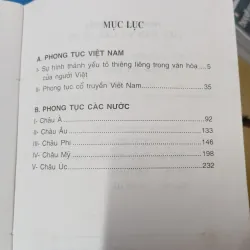 MỤC LỤC
A. PHONG TỤC VIỆT NAM
I- Sự hình thành yếu tố thiêng liêng trong văn hóa ....5
của người Việt
II- Phong tục cổ truyền Việt Nam ........ 35
B. PHONG TỤC CÁC NƯỚC
I- Châu Á ........ 92
II- Châu Âu ........ 133
III- Châu Phi ........ 146
IV- Châu Mỹ ........ 198
V- Châu Úc ........ 232